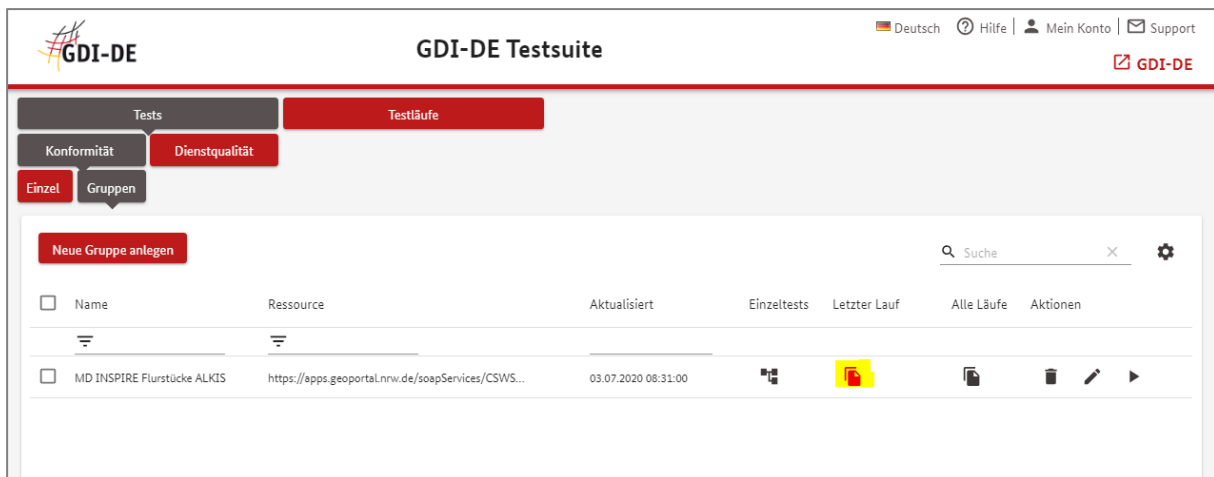 GDI-DE
GDI-DE Testsuite
Deutsch Hilfe Mein Konto Support
GDI-DE
Tests Testläufe
Konformität Dienstqualität
Einzel Gruppen
Neue Gruppe anlegen Suche
Name Ressource Aktualisiert Einzeltests Letzter Lauf Alle Läufe Aktionen
MD INSPIRE Flurstücke ALKIS https://apps.geoportal.nrw.de/soapServices/CSWS... 03.07.2020 08:31:00